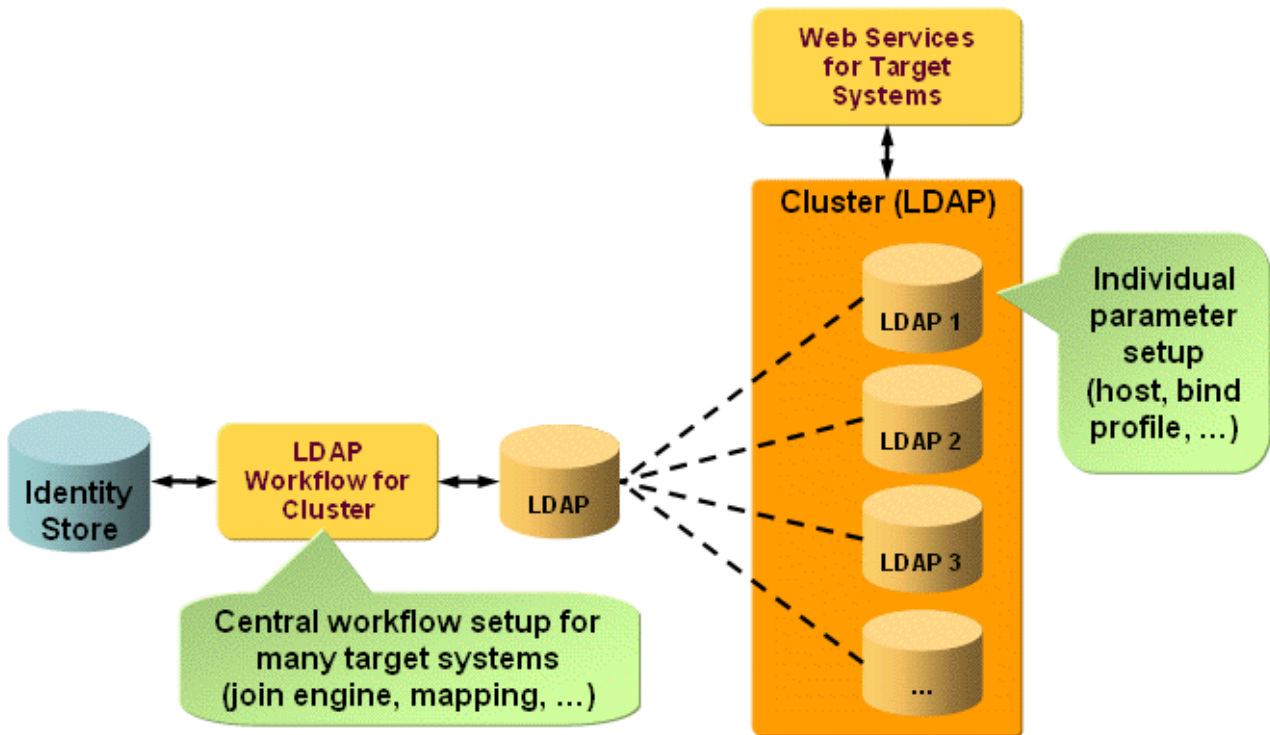 Web Services
for Target
Systems
Cluster (LDAP)
LDAP 1
LDAP 2
LDAP 3
...
Individual
parameter
setup
(host, bind
profile, ...)
Identity
Store
LDAP
Workflow for
Cluster
LDAP
Central workflow setup for
many target systems
(join engine, mapping, ...)